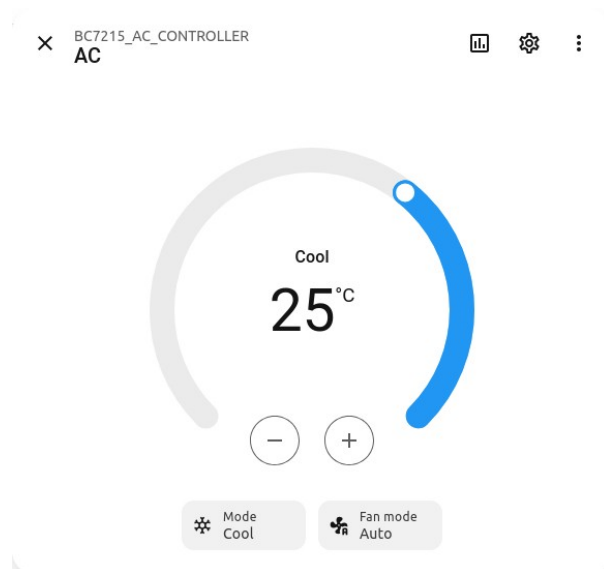 BC7215_AC_CONTROLLER
AC
Cool
25°C
Mode
Cool
Fan mode
Auto